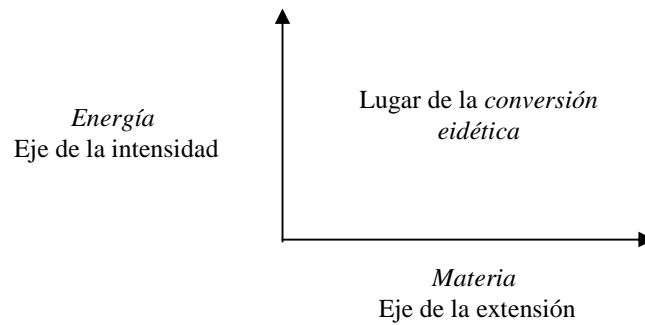 Energía
Eje de la intensidad
Lugar de la conversión
eidética
Materia
Eje de la extensión